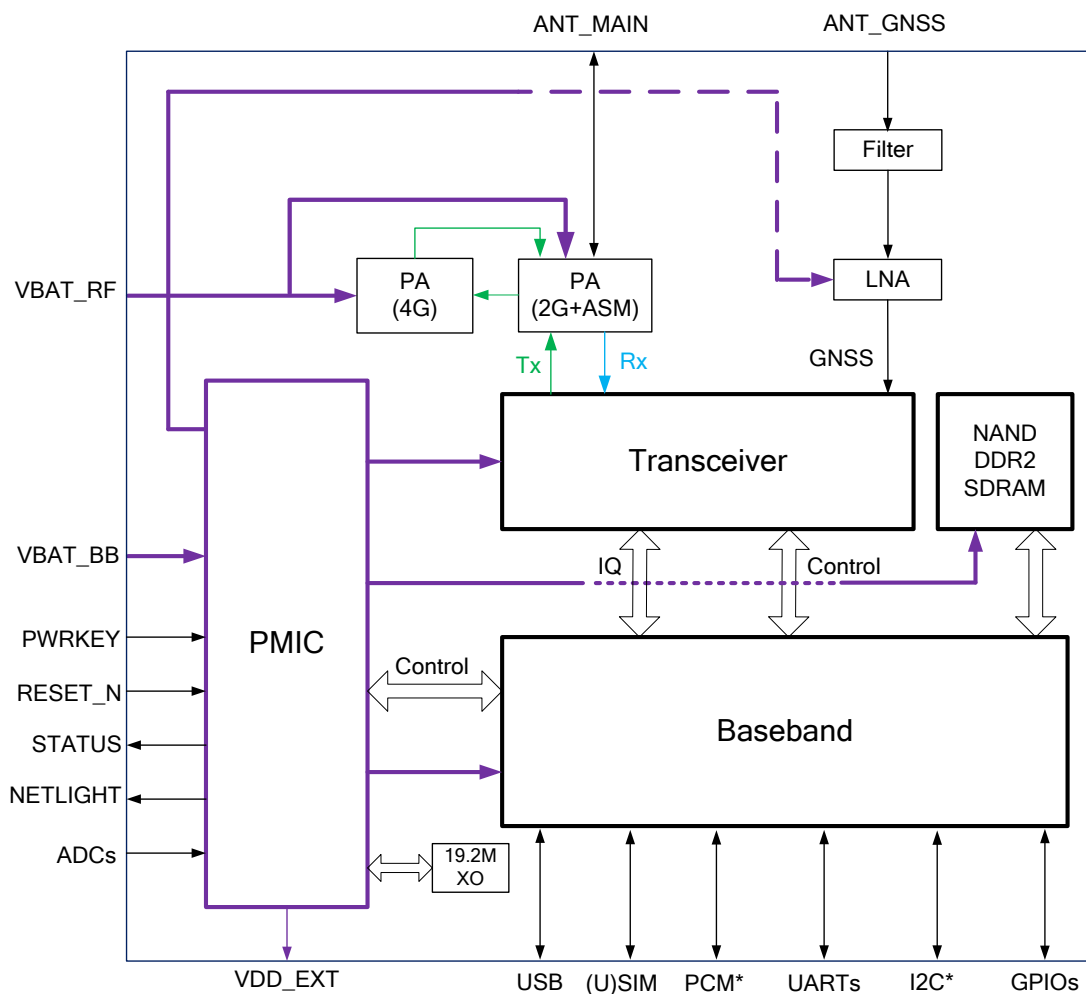 ANT_MAIN
ANT_GNSS
Filter
VBAT_RF
PA
(4G)
PA
(2G+ASM)
LNA
Tx
Rx
GNSS
Transceiver
NAND
DDR2
SDRAM
VBAT_BB
IQ
Control
PWRKEY
PMIC
Control
RESET_N
Baseband
STATUS
NETLIGHT
ADCs
19.2M
XO
VDD_EXT
USB
(U)SIM
PCM*
UARTs
I2C*
GPIOs